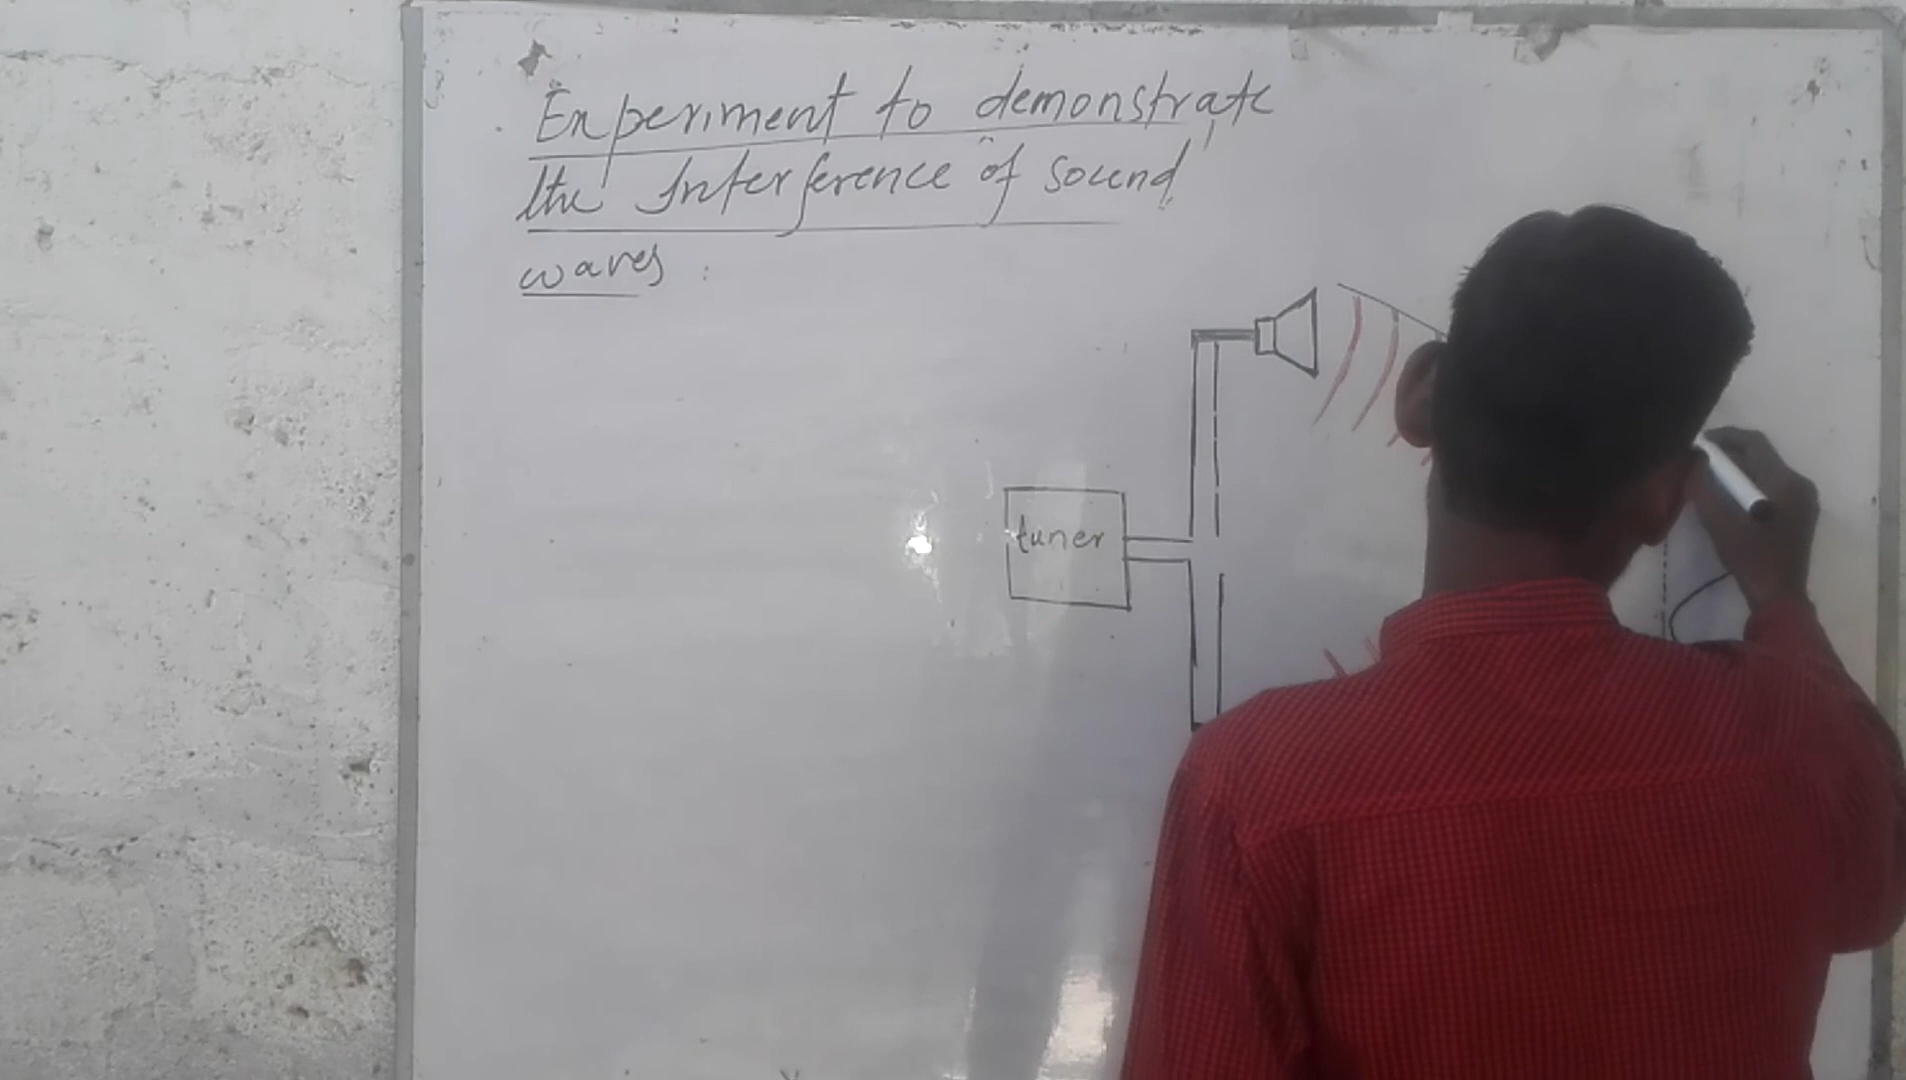 Experiment to demonstrate
the Interference of sound
waves :
tuner